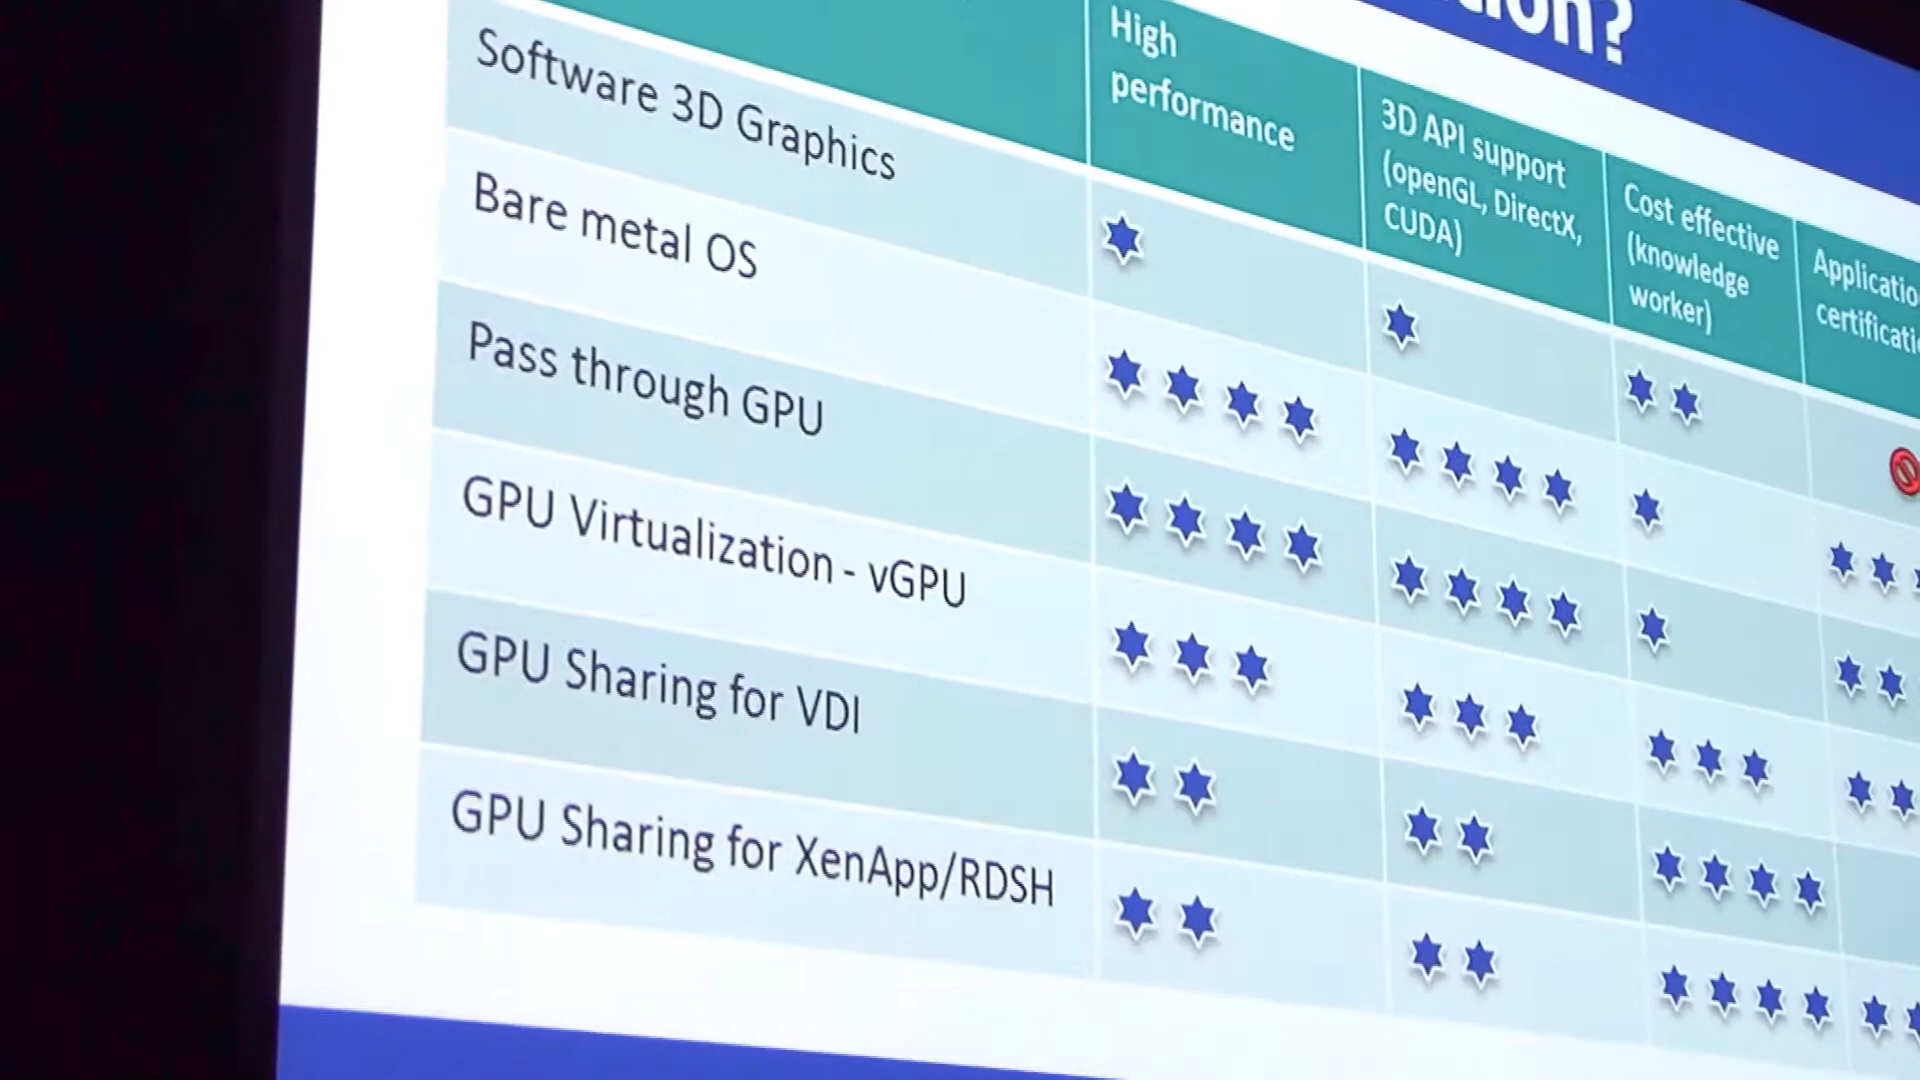 High
performance
3D API support
(openGL, DirectX,
CUDA)
Cost effective
(knowledge
worker)
Software 3D Graphics
Bare metal OS
Pass through GPU
GPU Virtualization - vGPU
GPU Sharing for VDI
GPU Sharing for XenApp/RDSH